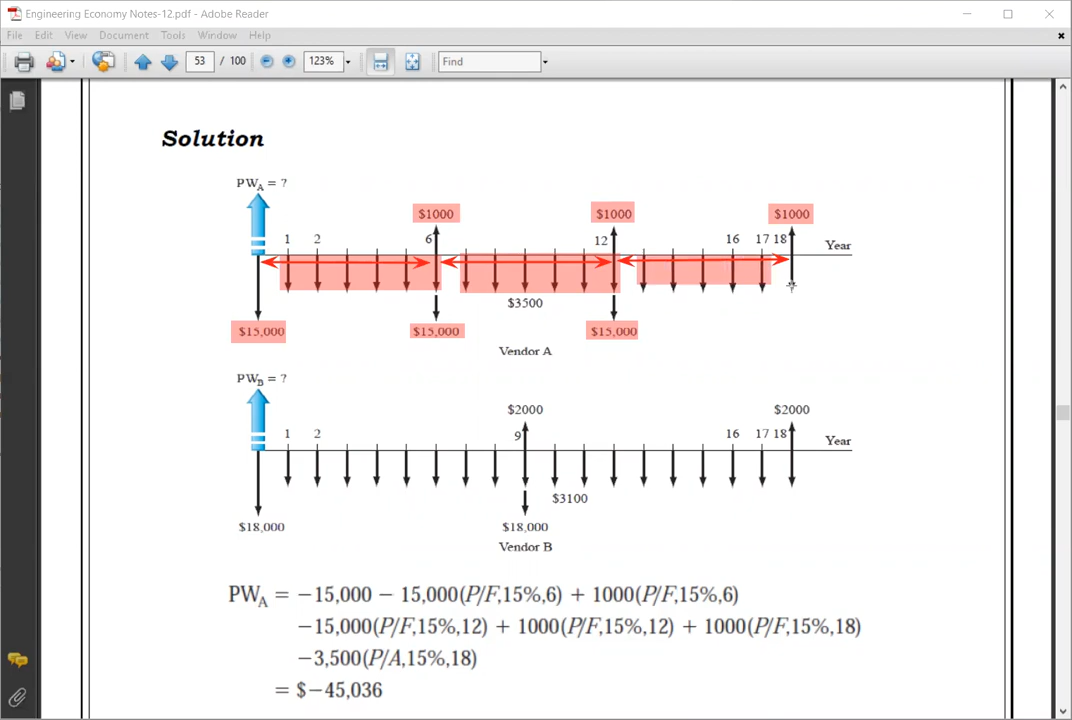 Engineering Economy Notes-12.pdf - Adobe Reader
File Edit View Document Tools Window Help
53 / 100 123% Find
Solution
PWA = ?
$1000 $1000 $1000
1 2 6 12 16 17 18 Year
$3500
$15,000 $15,000 $15,000
Vendor A
PWB = ?
$2000 $2000
1 2 9 16 17 18 Year
$3100
$18,000 $18,000
Vendor B
PWA = −15,000 − 15,000(P/F,15%,6) + 1000(P/F,15%,6)
−15,000(P/F,15%,12) + 1000(P/F,15%,12) + 1000(P/F,15%,18)
−3,500(P/A,15%,18)
= $−45,036